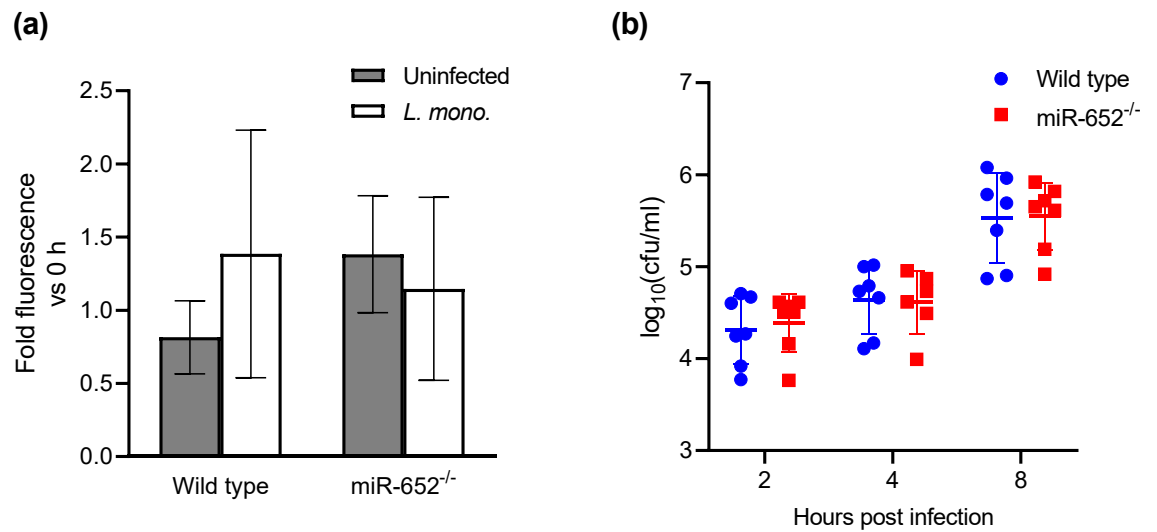 (a)
Uninfected
L. mono.
Fold fluorescence
vs 0 h
2.5
2.0
1.5
1.0
0.5
0.0
Wild type
miR-652⁻/⁻
(b)
Wild type
miR-652⁻/⁻
log₁₀(cfu/ml)
7
6
5
4
3
2
4
8
Hours post infection